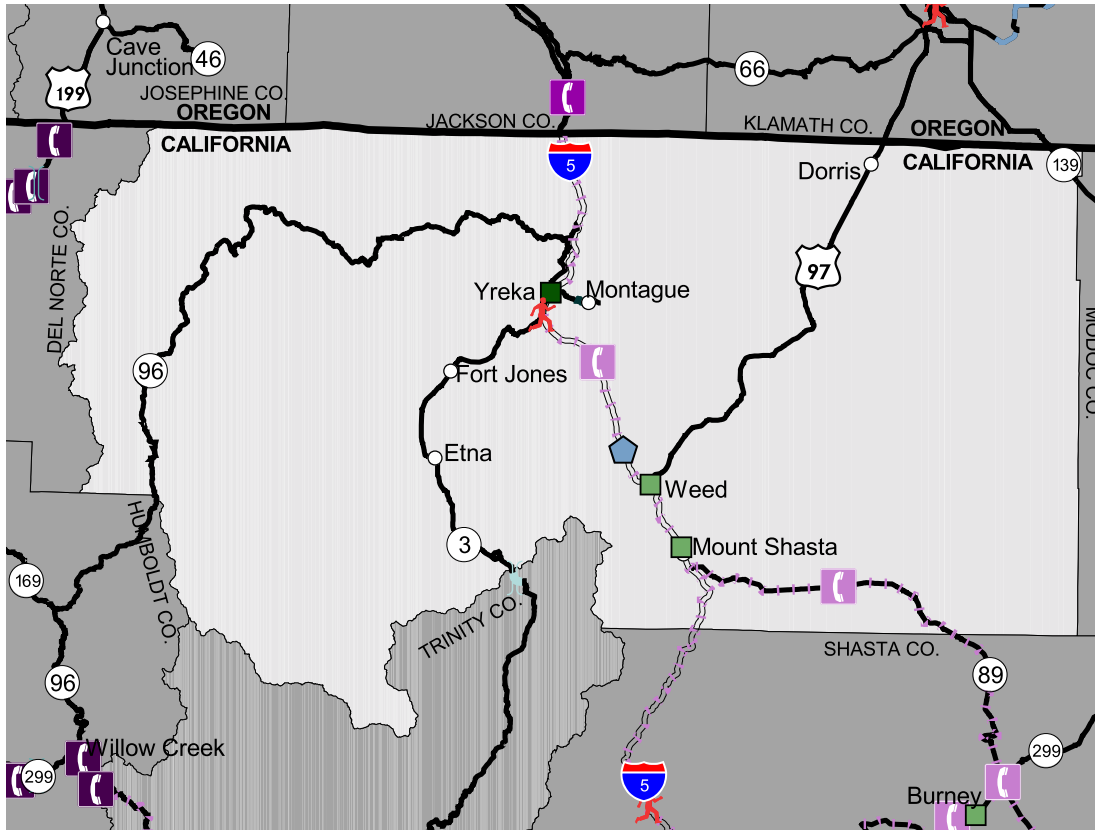 Cave
Junction
46
66
199
JOSEPHINE CO.
OREGON
JACKSON CO.
KLAMATH CO.
OREGON
CALIFORNIA
CALIFORNIA
5
Dorris
139
DEL NORTE CO.
97
Yreka
Montague
MODOC CO.
96
Fort Jones
Etna
Weed
HUMBOLDT CO.
3
Mount Shasta
169
TRINITY CO.
SHASTA CO.
89
96
Willow Creek
299
299
5
Burney